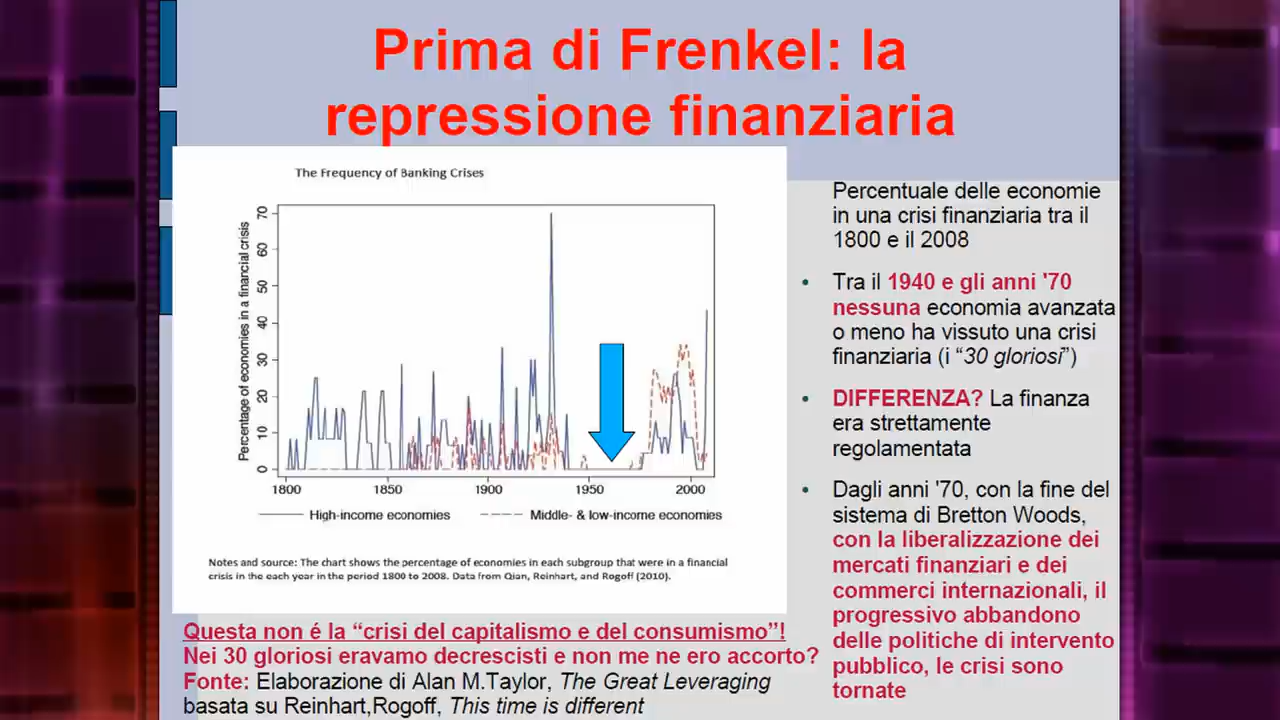 Prima di Frenkel: la
repressione finanziaria
The Frequency of Banking Crises
Percentage of economies in a financial crisis
70
60
50
40
30
20
10
0
1800
1850
1900
1950
2000
High-income economies
Middle- & low-income economies
Notes and source: The chart shows the percentage of economies in each subgroup that were in a financial
crisis in the each year in the period 1800 to 2008. Data from Qian, Reinhart, and Rogoff (2010).
Percentuale delle economie
in una crisi finanziaria tra il
1800 e il 2008
• Tra il 1940 e gli anni '70
nessuna economia avanzata
o meno ha vissuto una crisi
finanziaria (i “30 gloriosi”)
• DIFFERENZA? La finanza
era strettamente
regolamentata
• Dagli anni '70, con la fine del
sistema di Bretton Woods,
con la liberalizzazione dei
mercati finanziari e dei
commerci internazionali, il
progressivo abbandono
delle politiche di intervento
pubblico, le crisi sono
tornate
Questa non é la “crisi del capitalismo e del consumismo”!
Nei 30 gloriosi eravamo decrescisti e non me ne ero accorto?
Fonte: Elaborazione di Alan M.Taylor, The Great Leveraging
basata su Reinhart,Rogoff, This time is different